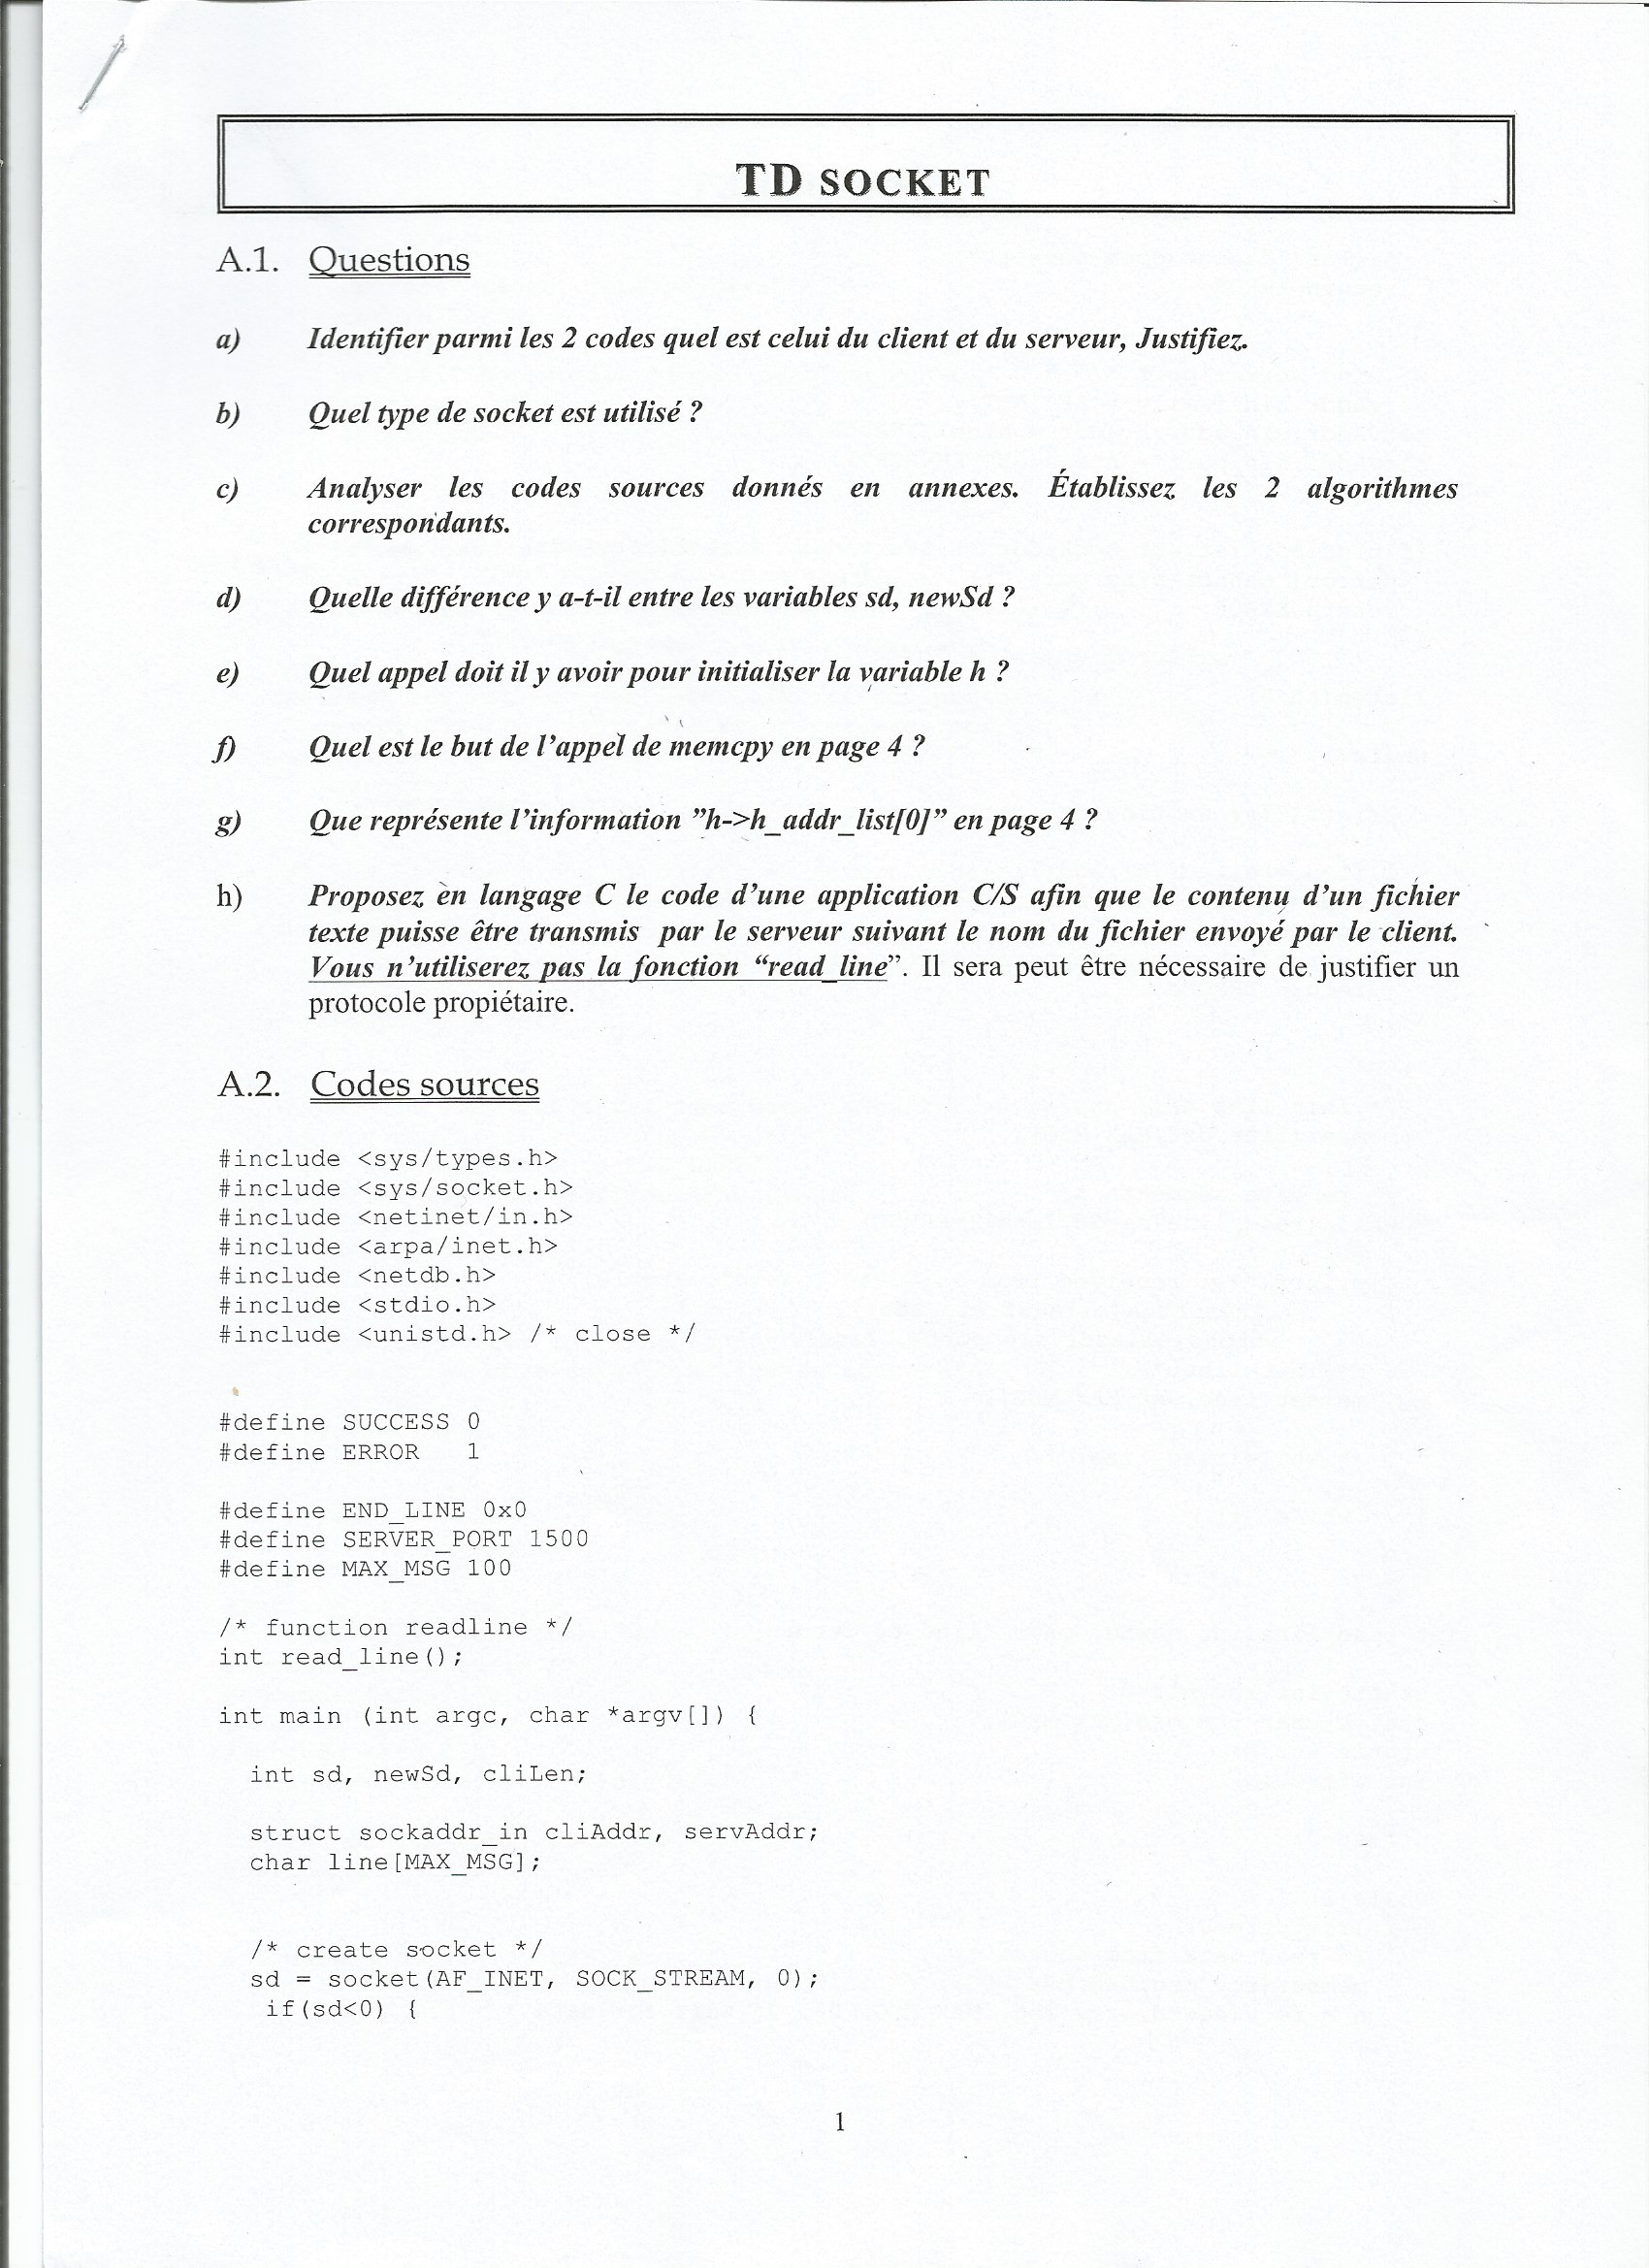 TD SOCKET
A.1. Questions
a) Identifier parmi les 2 codes quel est celui du client et du serveur, Justifiez.
b) Quel type de socket est utilisé ?
c) Analyser les codes sources donnés en annexes. Établissez les 2 algorithmes
correspondants.
d) Quelle différence y a-t-il entre les variables sd, newSd ?
e) Quel appel doit il y avoir pour initialiser la variable h ?
f) Quel est le but de l'appel de memcpy en page 4 ?
g) Que représente l'information ”h->h_addr_list[0]” en page 4 ?
h) Proposez en langage C le code d'une application C/S afin que le contenu d'un fichier
texte puisse être transmis par le serveur suivant le nom du fichier envoyé par le client.
Vous n'utiliserez pas la fonction “read_line”. Il sera peut être nécessaire de justifier un
protocole propiétaire.
A.2. Codes sources
#include <sys/types.h>
#include <sys/socket.h>
#include <netinet/in.h>
#include <arpa/inet.h>
#include <netdb.h>
#include <stdio.h>
#include <unistd.h> /* close */
#define SUCCESS 0
#define ERROR   1
#define END_LINE 0x0
#define SERVER_PORT 1500
#define MAX_MSG 100
/* function readline */
int read_line();
int main (int argc, char *argv[]) {
  int sd, newSd, cliLen;
  struct sockaddr_in cliAddr, servAddr;
  char line[MAX_MSG];
  /* create socket */
  sd = socket(AF_INET, SOCK_STREAM, 0);
   if(sd<0) {
1